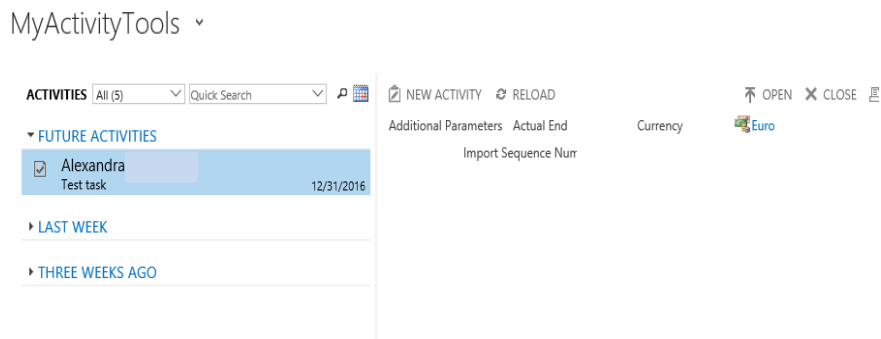 MyActivityTools
ACTIVITIES All (5) Quick Search
FUTURE ACTIVITIES
Alexandra
Test task 12/31/2016
LAST WEEK
THREE WEEKS AGO
NEW ACTIVITY RELOAD OPEN CLOSE
Additional Parameters Actual End Currency Euro
Import Sequence Num